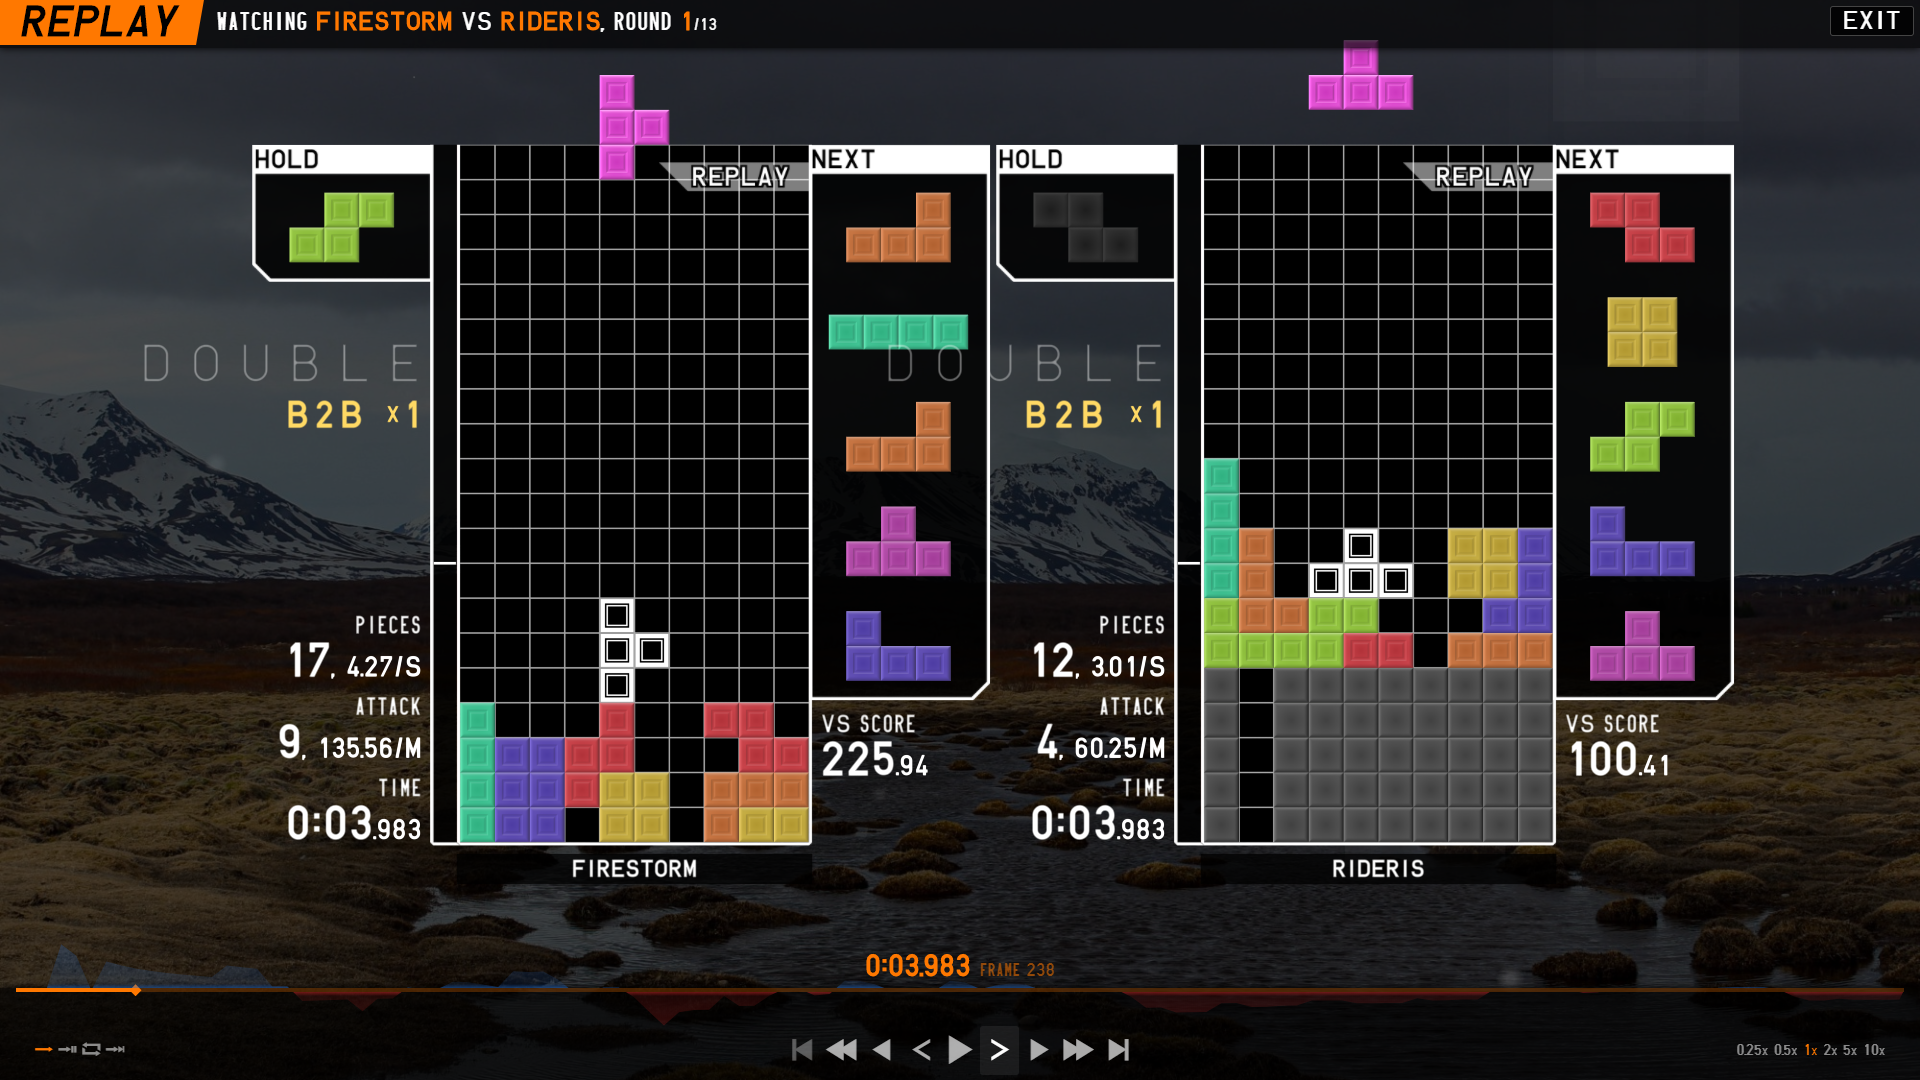 REPLAY
WATCHING FIRESTORM VS RIDERIS, ROUND 1/13
EXIT
HOLD
NEXT
REPLAY
DOUBLE
B2B x1
PIECES
17, 4.27/S
ATTACK
9, 135.56/M
TIME
0:03.983
VS SCORE
225.94
FIRESTORM
HOLD
NEXT
REPLAY
DOUBLE
B2B x1
PIECES
12, 3.01/S
ATTACK
4, 60.25/M
TIME
0:03.983
VS SCORE
100.41
RIDERIS
0:03.983 FRAME 238
0.25x 0.5x 1x 2x 5x 10x